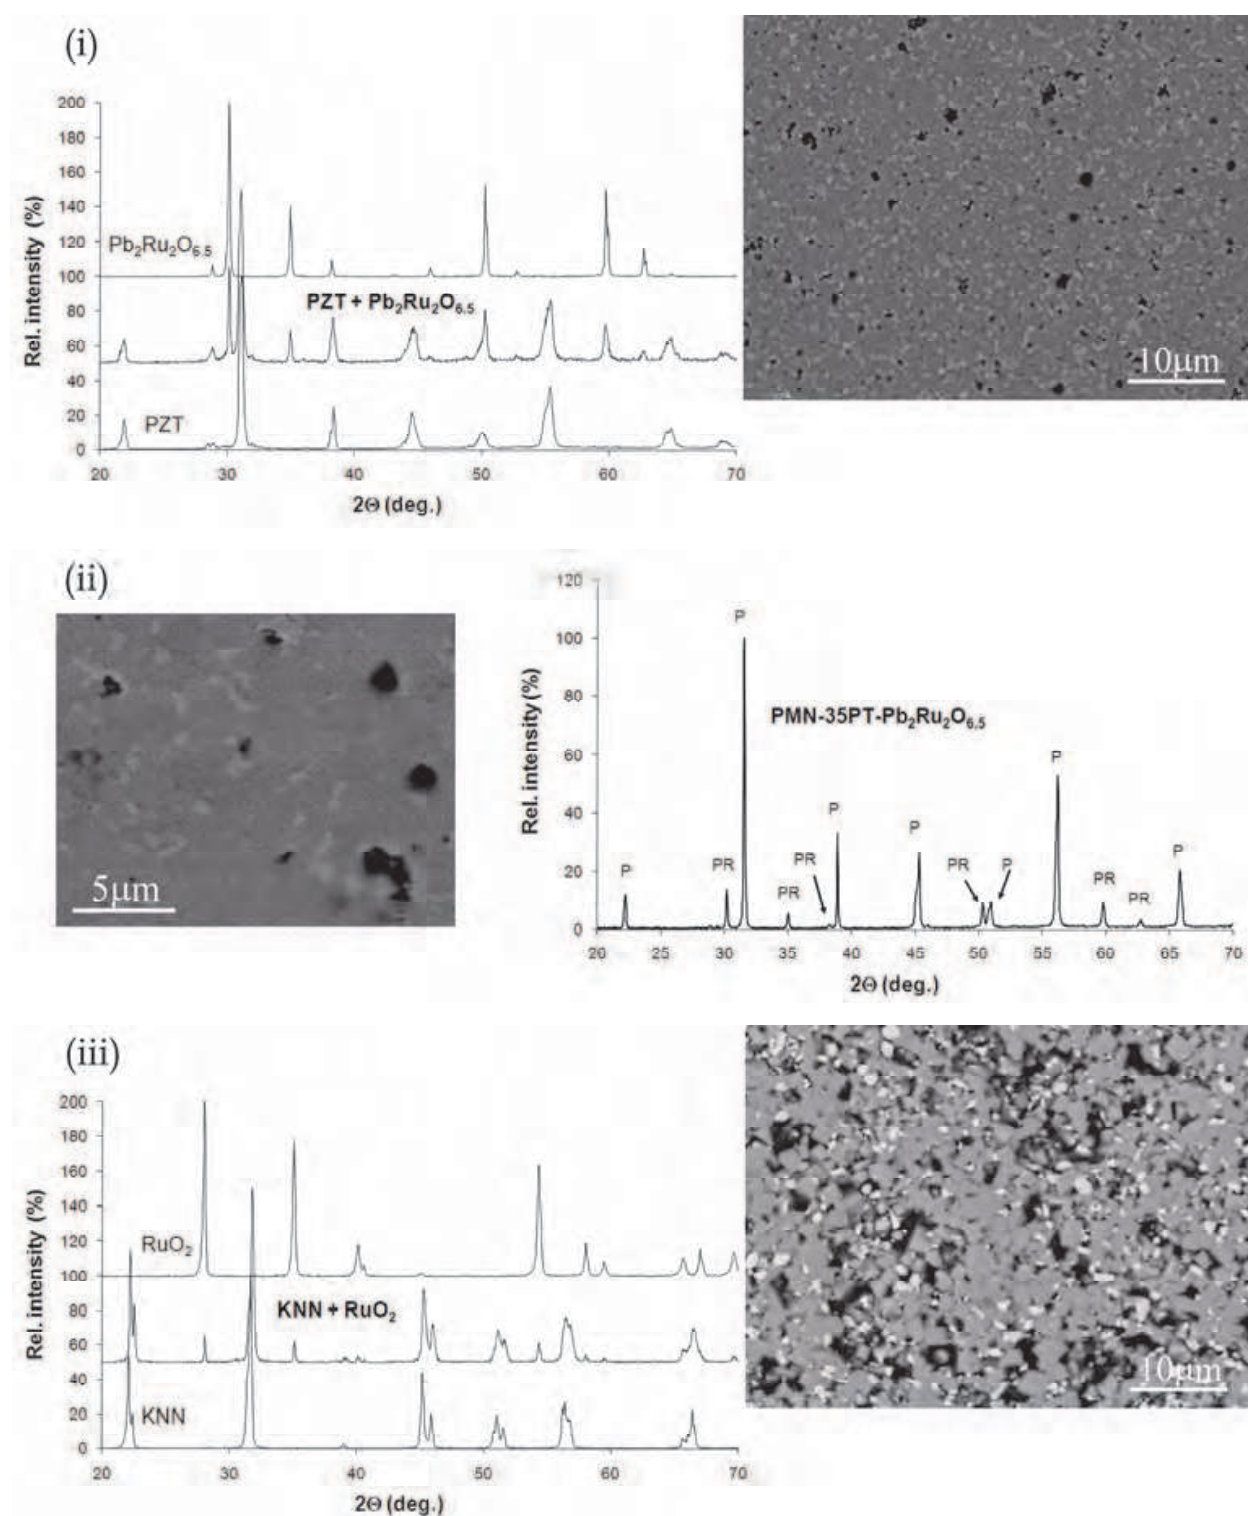 (i)
200
180
160
140
120
100
80
60
40
20
0
Rel. intensity (%)
Pb₂Ru₂O₆.₅
PZT + Pb₂Ru₂O₆.₅
PZT
20 30 40 50 60 70
2Θ (deg.)
10μm
(ii)
5μm
120
100
80
60
40
20
0
Rel. intensity (%)
PMN-35PT-Pb₂Ru₂O₆.₅
P
PR
P
PR
PR
P
P
PR
P
P
PR
PR
P
20 25 30 35 40 45 50 55 60 65 70
2Θ (deg.)
(iii)
200
180
160
140
120
100
80
60
40
20
0
Rel. intensity (%)
RuO₂
KNN + RuO₂
KNN
20 30 40 50 60 70
2Θ (deg.)
10μm